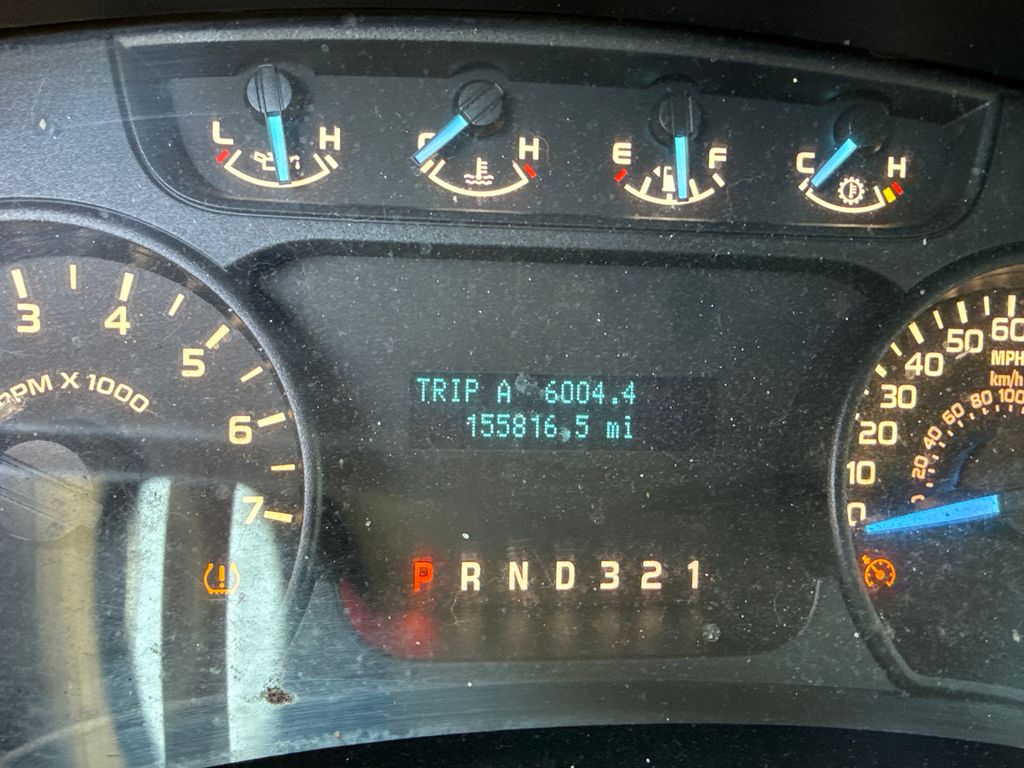 L H
C H
E F
C H
3 4 5 6 7
RPM X 1000
TRIP A 6004.4
155816.5 mi
P R N D 3 2 1
0 10 20 30 40 50 60
MPH
km/h
0 20 40 60 80 100